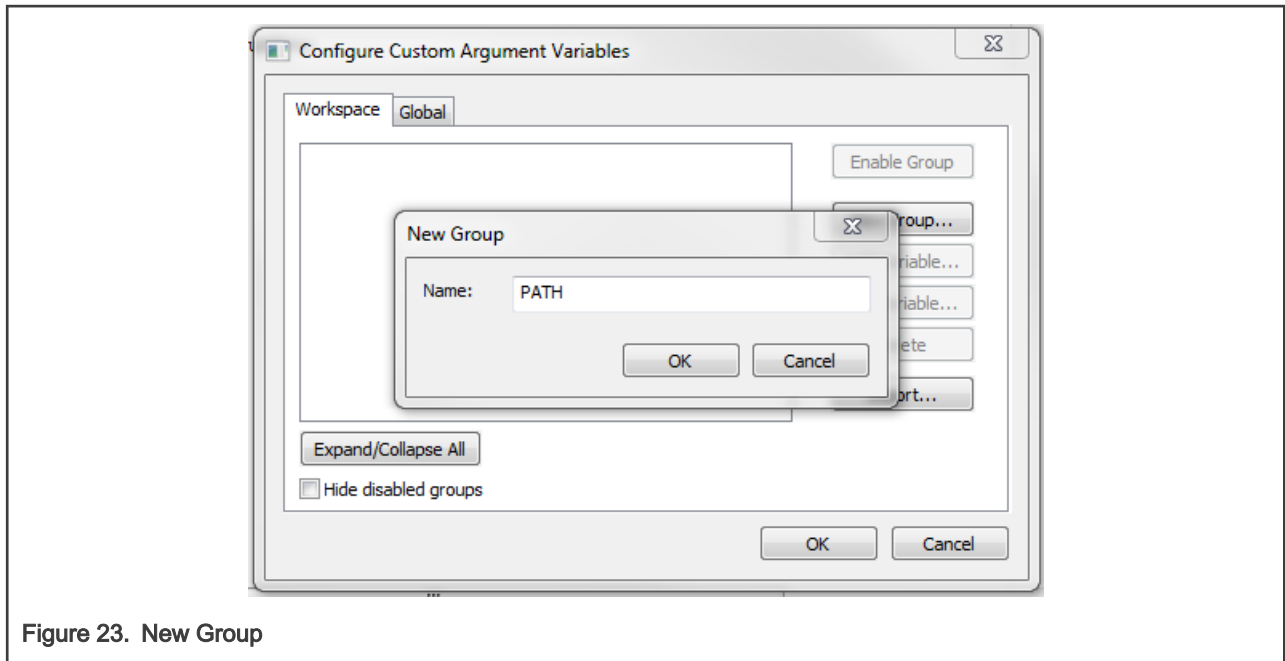 Configure Custom Argument Variables
Workspace
Global
Enable Group
New Group
roup...
riable...
Name:
PATH
riable...
OK
Cancel
ete
ort...
Expand/Collapse All
Hide disabled groups
OK
Cancel
Figure 23. New Group